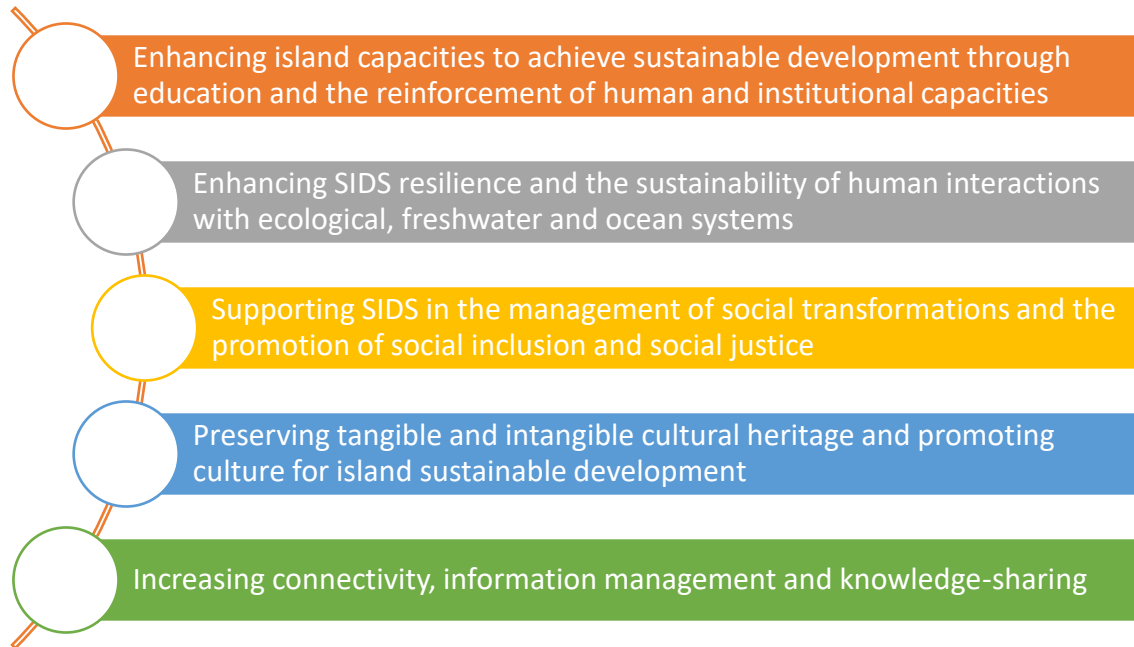 Enhancing island capacities to achieve sustainable development through
education and the reinforcement of human and institutional capacities
Enhancing SIDS resilience and the sustainability of human interactions
with ecological, freshwater and ocean systems
Supporting SIDS in the management of social transformations and the
promotion of social inclusion and social justice
Preserving tangible and intangible cultural heritage and promoting
culture for island sustainable development
Increasing connectivity, information management and knowledge-sharing